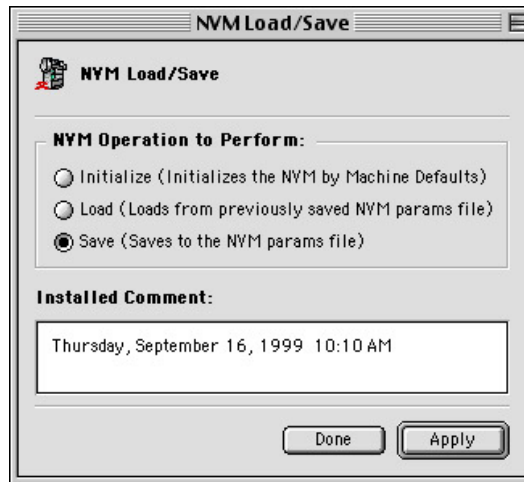 NVM Load/Save
NVM Load/Save
NVM Operation to Perform:
Initialize (Initializes the NVM by Machine Defaults)
Load (Loads from previously saved NVM params file)
Save (Saves to the NVM params file)
Installed Comment:
Thursday, September 16, 1999 10:10 AM
Done Apply